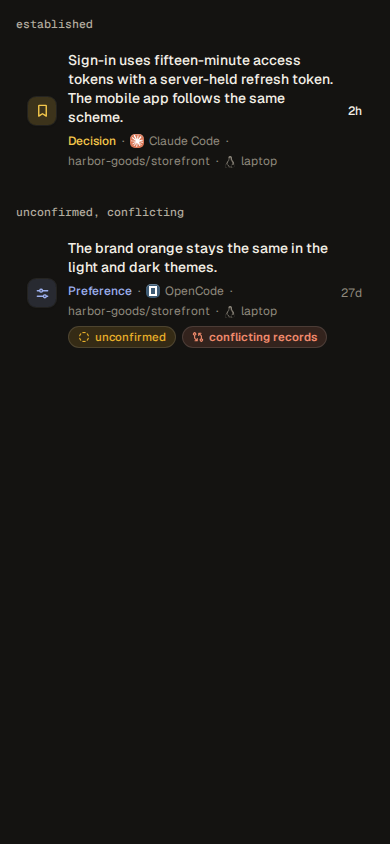 established
Sign-in uses fifteen-minute access
tokens with a server-held refresh token.
The mobile app follows the same
scheme.
2h
Decision · Claude Code ·
harbor-goods/storefront · laptop
unconfirmed, conflicting
The brand orange stays the same in the
light and dark themes.
Preference · OpenCode ·
27d
harbor-goods/storefront · laptop
unconfirmed
conflicting records